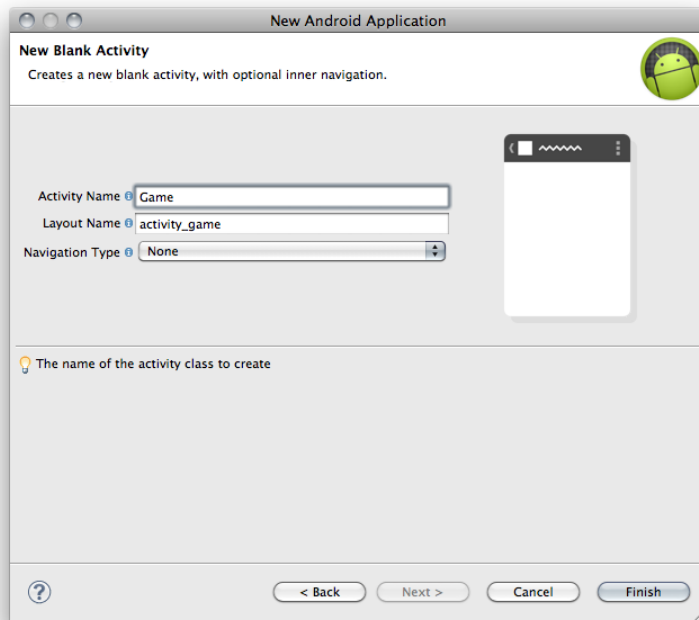 New Android Application
New Blank Activity
Creates a new blank activity, with optional inner navigation.
Activity Name Game
Layout Name activity_game
Navigation Type None
The name of the activity class to create
? < Back Next > Cancel Finish